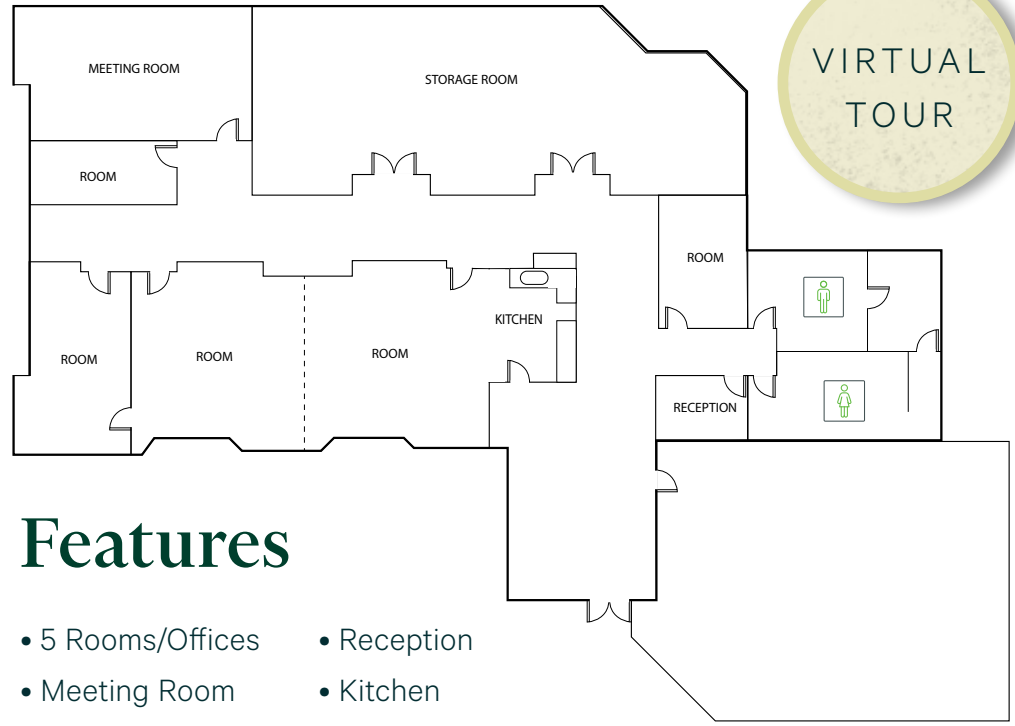 VIRTUAL
TOUR
MEETING ROOM
STORAGE ROOM
ROOM
ROOM
KITCHEN
ROOM
ROOM
ROOM
RECEPTION
Features
• 5 Rooms/Offices
• Meeting Room
• Reception
• Kitchen